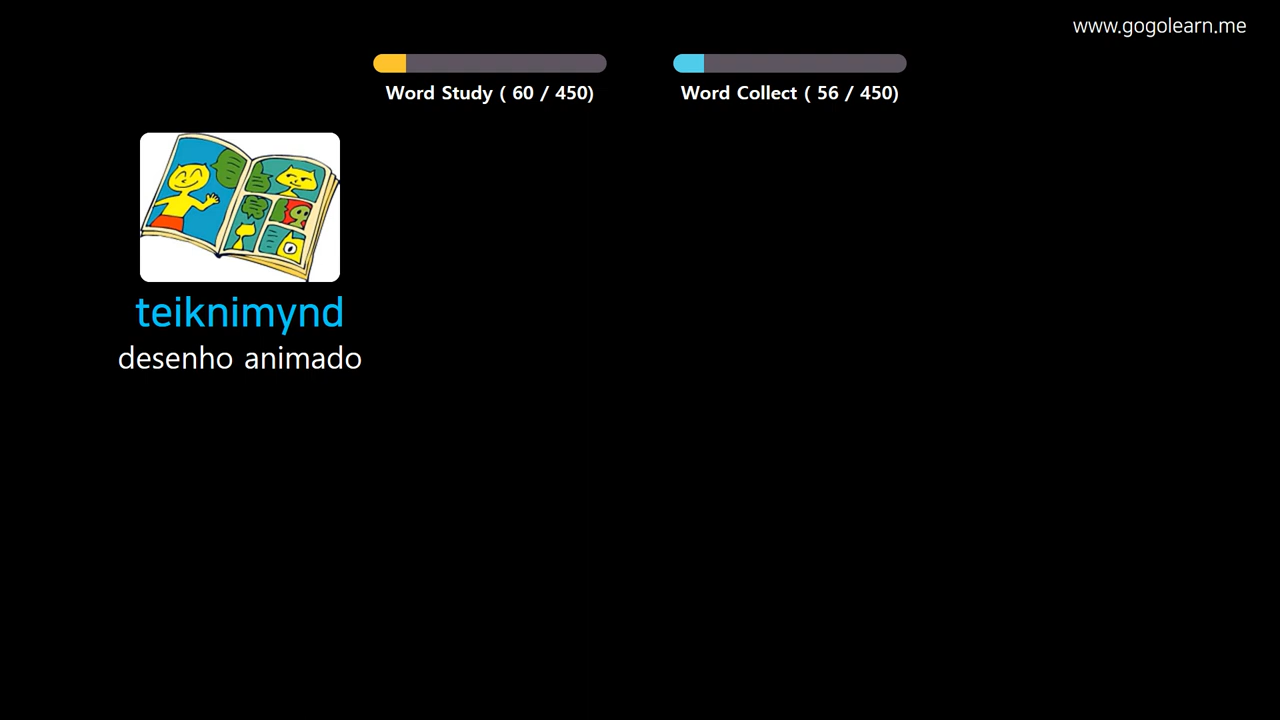 www.gogolearn.me
Word Study ( 60 / 450)
Word Collect ( 56 / 450)
teiknimynd
desenho animado